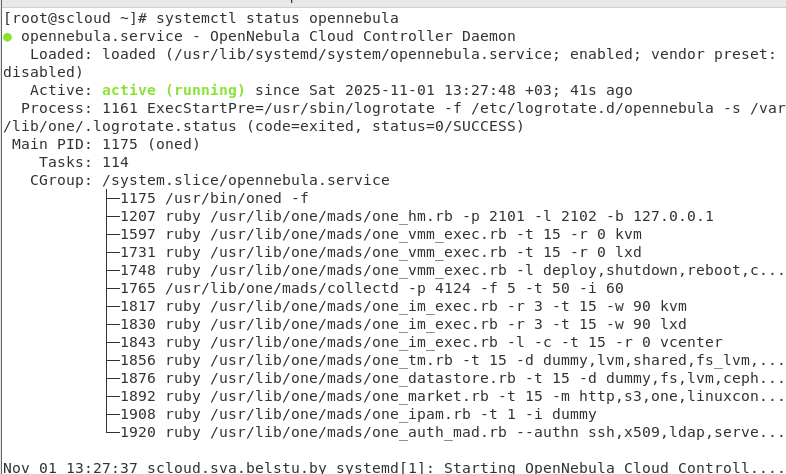 [root@scloud ~]# systemctl status opennebula
● opennebula.service - OpenNebula Cloud Controller Daemon
   Loaded: loaded (/usr/lib/systemd/system/opennebula.service; enabled; vendor preset:
disabled)
   Active: active (running) since Sat 2025-11-01 13:27:48 +03; 41s ago
  Process: 1161 ExecStartPre=/usr/sbin/logrotate -f /etc/logrotate.d/opennebula -s /var
/lib/one/.logrotate.status (code=exited, status=0/SUCCESS)
 Main PID: 1175 (oned)
    Tasks: 114
   CGroup: /system.slice/opennebula.service
           ├─1175 /usr/bin/oned -f
           ├─1207 ruby /usr/lib/one/mads/one_hm.rb -p 2101 -l 2102 -b 127.0.0.1
           ├─1597 ruby /usr/lib/one/mads/one_vmm_exec.rb -t 15 -r 0 kvm
           ├─1731 ruby /usr/lib/one/mads/one_vmm_exec.rb -t 15 -r 0 lxd
           ├─1748 ruby /usr/lib/one/mads/one_vmm_exec.rb -l deploy,shutdown,reboot,c...
           ├─1765 /usr/lib/one/mads/collectd -p 4124 -f 5 -t 50 -i 60
           ├─1817 ruby /usr/lib/one/mads/one_im_exec.rb -r 3 -t 15 -w 90 kvm
           ├─1830 ruby /usr/lib/one/mads/one_im_exec.rb -r 3 -t 15 -w 90 lxd
           ├─1843 ruby /usr/lib/one/mads/one_im_exec.rb -l -c -t 15 -r 0 vcenter
           ├─1856 ruby /usr/lib/one/mads/one_tm.rb -t 15 -d dummy,lvm,shared,fs_lvm,...
           ├─1876 ruby /usr/lib/one/mads/one_datastore.rb -t 15 -d dummy,fs,lvm,ceph...
           ├─1892 ruby /usr/lib/one/mads/one_market.rb -t 15 -m http,s3,one,linuxcon...
           ├─1908 ruby /usr/lib/one/mads/one_ipam.rb -t 1 -i dummy
           └─1920 ruby /usr/lib/one/mads/one_auth_mad.rb --authn ssh,x509,ldap,serve...
Nov 01 13:27:37 scloud.sva.belstu.by systemd[1]: Starting OpenNebula Cloud Controll....